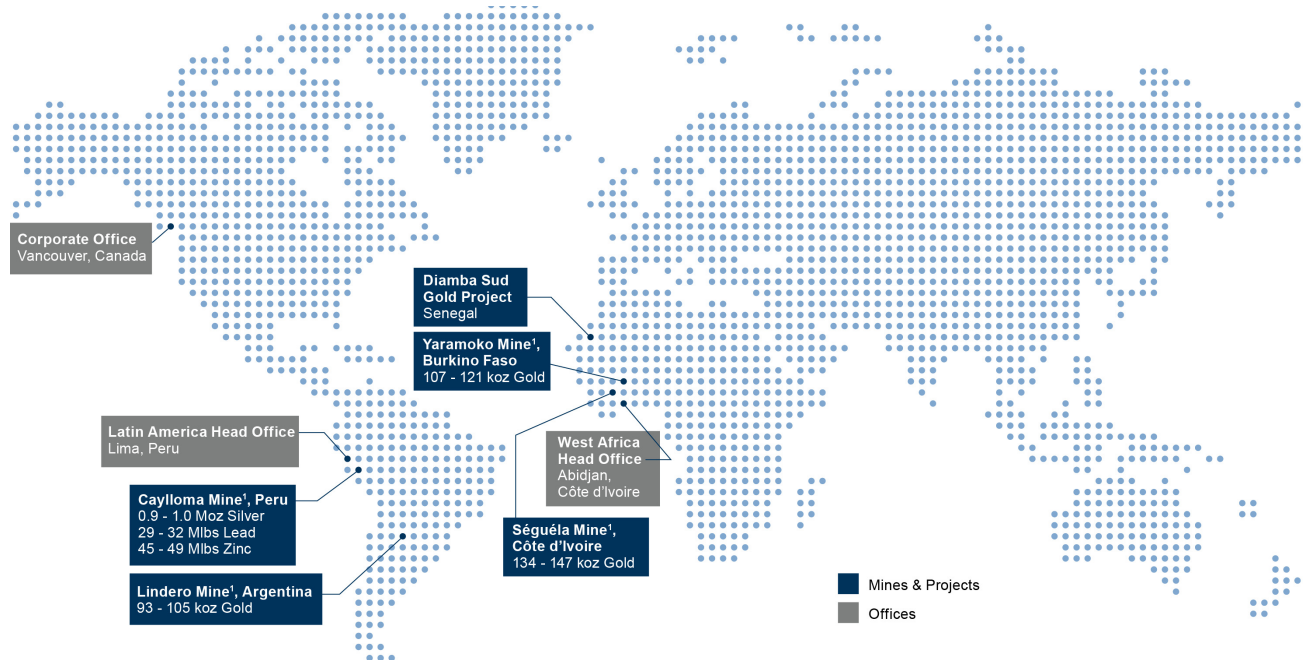 Corporate Office
Vancouver, Canada
Diamba Sud
Gold Project
Senegal
Yaramoko Mine¹,
Burkino Faso
107 - 121 koz Gold
Latin America Head Office
Lima, Peru
West Africa
Head Office
Abidjan,
Côte d’Ivoire
Caylloma Mine¹, Peru
0.9 - 1.0 Moz Silver
29 - 32 Mlbs Lead
45 - 49 Mlbs Zinc
Séguéla Mine¹,
Côte d’Ivoire
134 - 147 koz Gold
Lindero Mine¹, Argentina
93 - 105 koz Gold
Mines & Projects
Offices